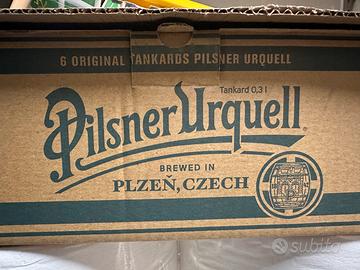 6 ORIGINAL TANKARDS PILSNER URQUELL
Tankard 0,3 l
Pilsner Urquell
BREWED IN
PLZEŇ, CZECH
subito